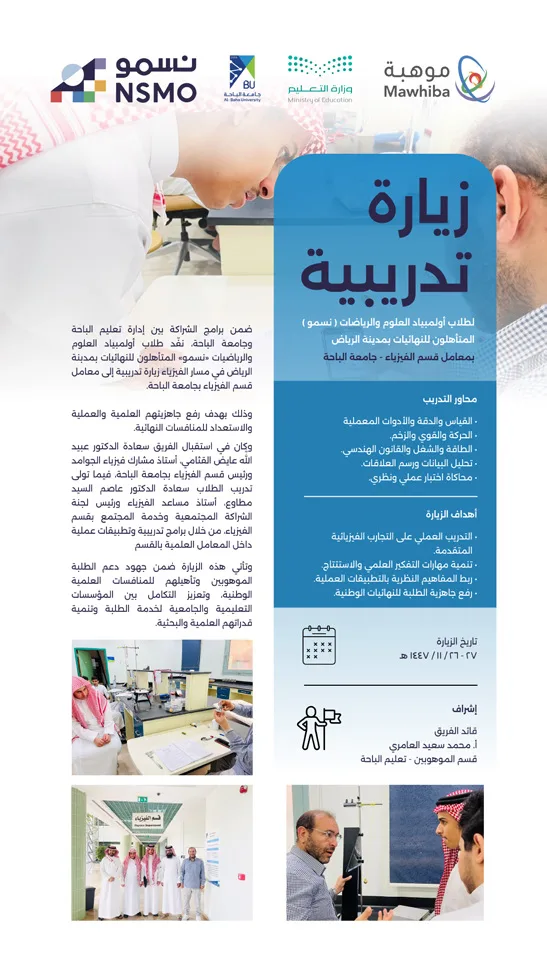 نسمو
NSMO
BU
جامعة الباحة
Al-Baha University
وزارة التعـليم
Ministry of Education
موهبة
Mawhiba
زيارة
تدريبية
لطلاب أولمبياد العلوم والرياضات ( نسمو )
المتأهلون للنهائيات بمدينة الرياض
بمعامل قسم الفيزياء - جامعة الباحة
محاور التدريب
• القياس والدقة والأدوات المعملية
• الحركة والقوي والزخم.
• الطاقة والشغل والقانون الهندسي.
• تحليل البيانات ورسم العلاقات.
• محاكاة اختبار عملي ونظري.
أهداف الزيارة
• التدريب العملي على التجارب الفيزيائية
المتقدمة.
• تنمية مهارات التفكير العلمي والاستنتاج.
• ربط المفاهيم النظرية بالتطبيقات العملية.
• رفع جاهزية الطلبة للنهائيات الوطنية.
تاريخ الزيارة
٢٧ - ٢٦ / ١١ / ١٤٤٧ هـ
إشراف
قائد الفريق
أ. محمد سعيد العامري
قسم الموهوبين - تعليم الباحة
ضمن برامج الشراكة بين إدارة تعليم الباحة
وجامعة الباحة، نفّد طلاب أولمبياد العلوم
والرياضيات «نسمو» المتأهلون للنهائيات بمدينة
الرياض في مسار الفيزياء زيارة تدريبية إلى معامل
قسم الفيزياء بجامعة الباحة.
وذلك بهدف رفع جاهزيتهم العلمية والعملية
والاستعداد للمنافسات النهائية.
وكان في استقبال الفريق سعادة الدكتور عبيد
الله عايض الغثامي، أستاذ مشارك فيزياء الجوامد
ورئيس قسم الفيزياء بجامعة الباحة، فيما تولى
تدريب الطلاب سعادة الدكتور عاصم السيد
مطاوع، أستاذ مساعد الفيزياء ورئيس لجنة
الشراكة المجتمعية وخدمة المجتمع بقسم
الفيزياء، من خلال برامج تدريبية وتطبيقات عملية
داخل المعامل العلمية بالقسم
وتأتي هذه الزيارة ضمن جهود دعم الطلبة
الموهوبين وتأهيلهم للمنافسات العلمية
الوطنية، وتعزيز التكامل بين المؤسسات
التعليمية والجامعية لخدمة الطلبة وتنمية
قدراتهم العلمية والبحثية.
قسم الفيزياء